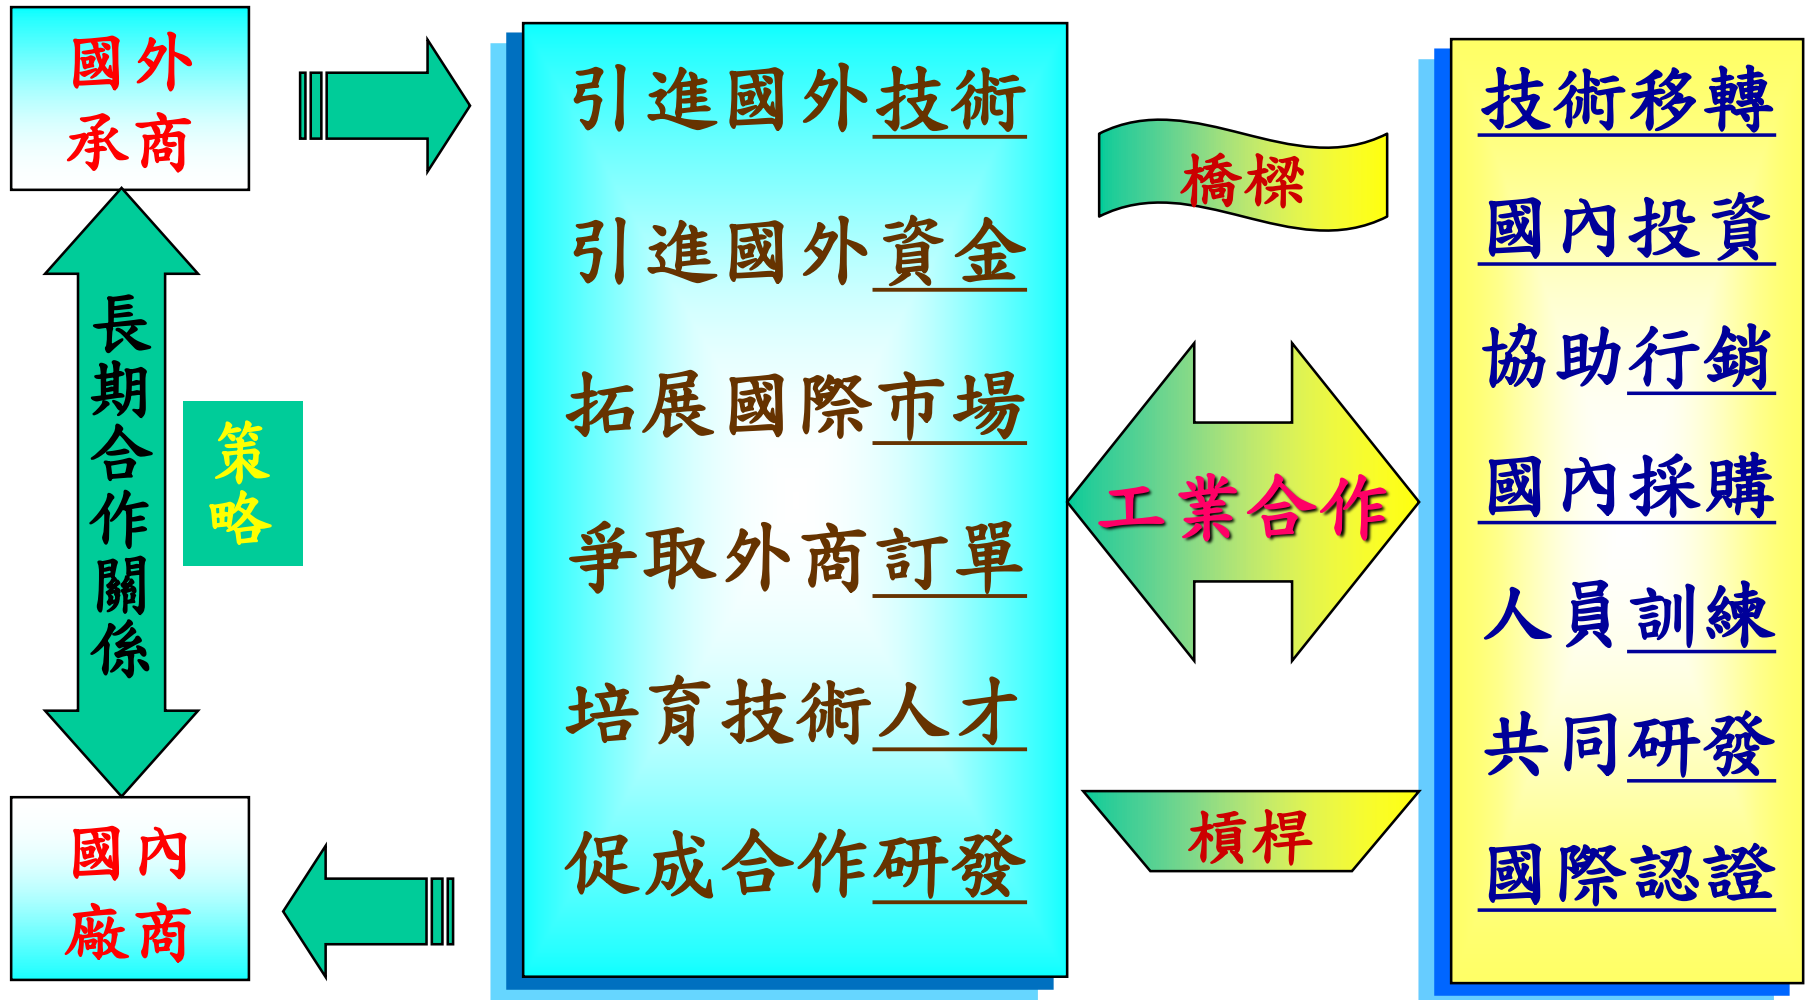 國外
承商
長期合作關係
策略
國內
廠商
引進國外技術
引進國外資金
拓展國際市場
爭取外商訂單
培育技術人才
促成合作研發
橋樑
工業合作
槓桿
技術移轉
國內投資
協助行銷
國內採購
人員訓練
共同研發
國際認證